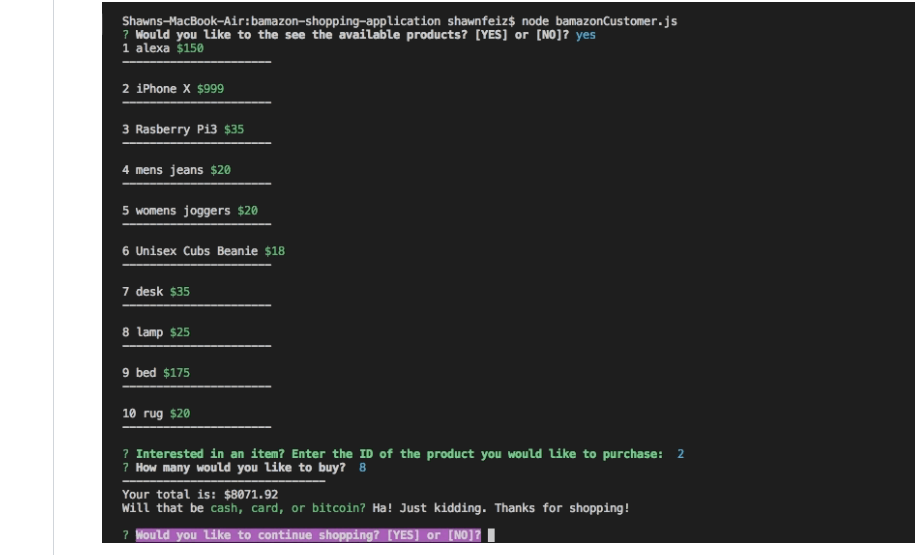 Shawns-MacBook-Air:bamazon-shopping-application shawnfeiz$ node bamazonCustomer.js
? Would you like to the see the available products? [YES] or [NO]? yes
1 alexa $150
2 iPhone X $999
3 Rasberry Pi3 $35
4 mens jeans $20
5 womens joggers $20
6 Unisex Cubs Beanie $18
7 desk $35
8 lamp $25
9 bed $175
10 rug $20
? Interested in an item? Enter the ID of the product you would like to purchase: 2
? How many would you like to buy? 8
Your total is: $8071.92
Will that be cash, card, or bitcoin? Ha! Just kidding. Thanks for shopping!
? Would you like to continue shopping? [YES] or [NO]?